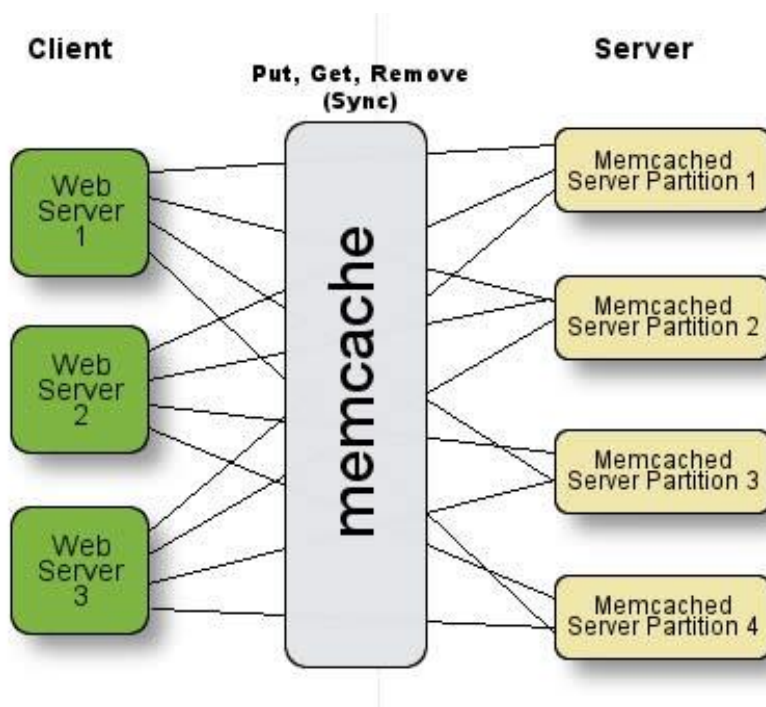 Client
Server
Put, Get, Remove
(Sync)
Web
Server
1
Web
Server
2
Web
Server
3
memcache
Memcached
Server Partition 1
Memcached
Server Partition 2
Memcached
Server Partition 3
Memcached
Server Partition 4